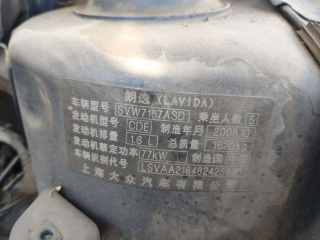 朗逸 (LAVIDA)
车辆型号 SVW7167ASD 乘坐人数 5
发动机型号 CDE 制造年月 2008.10
发动机排量 1.6 L 总质量
发动机额定功率 77kW 制造国
车辆识别代号
上海大众汽车有限公司